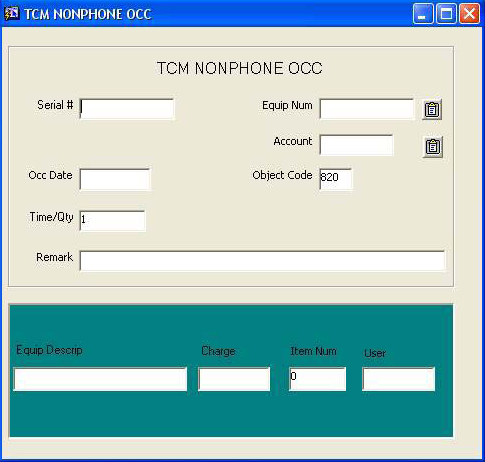 TCM NONPHONE OCC
TCM NONPHONE OCC
Serial # Equip Num
Account
Occ Date Object Code 820
Time/Qty 1
Remark
Equip Descrip Charge Item Num User
0